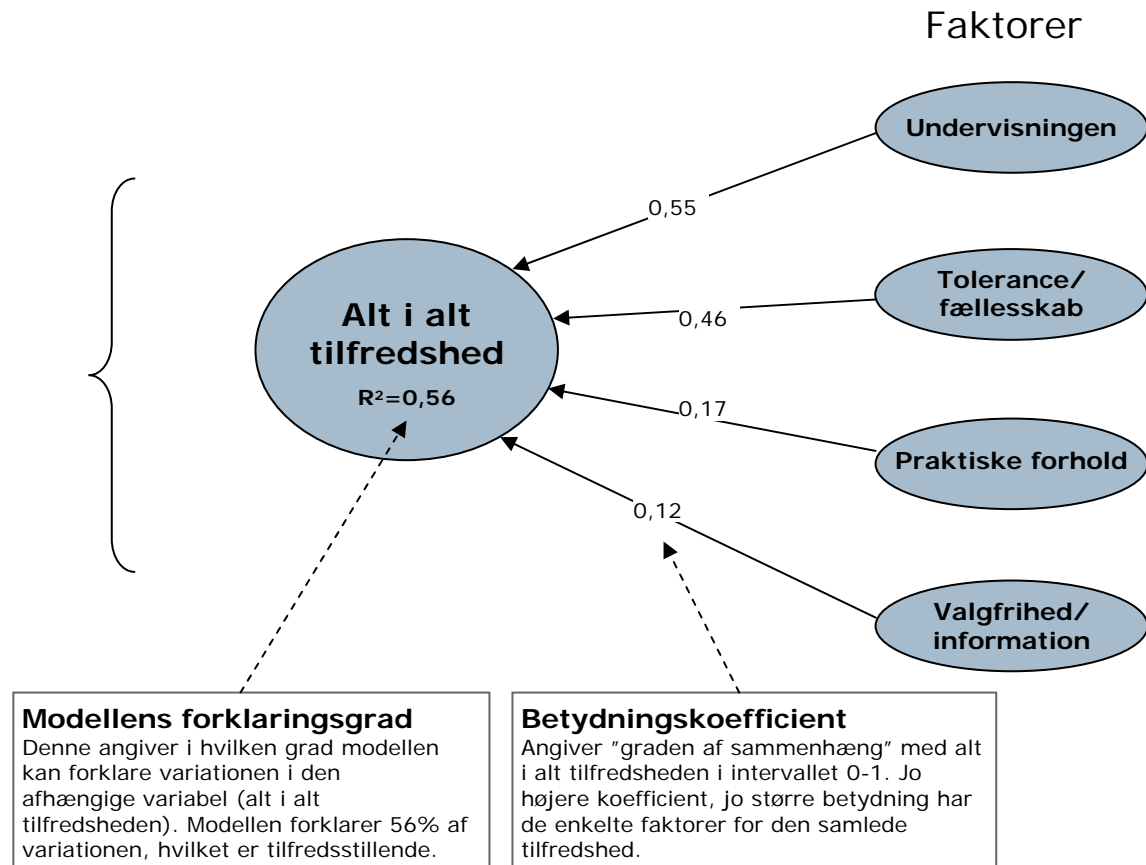 Faktorer
Undervisningen
0,55
Tolerance/
fællesskab
0,46
Alt i alt
tilfredshed
R²=0,56
0,17
Praktiske forhold
0,12
Valgfrihed/
information
Modellens forklaringsgrad
Denne angiver i hvilken grad modellen
kan forklare variationen i den
afhængige variabel (alt i alt
tilfredsheden). Modellen forklarer 56% af
variationen, hvilket er tilfredsstillende.
Betydningskoefficient
Angiver "graden af sammenhæng" med alt
i alt tilfredsheden i intervallet 0-1. Jo
højere koefficient, jo større betydning har
de enkelte faktorer for den samlede
tilfredshed.